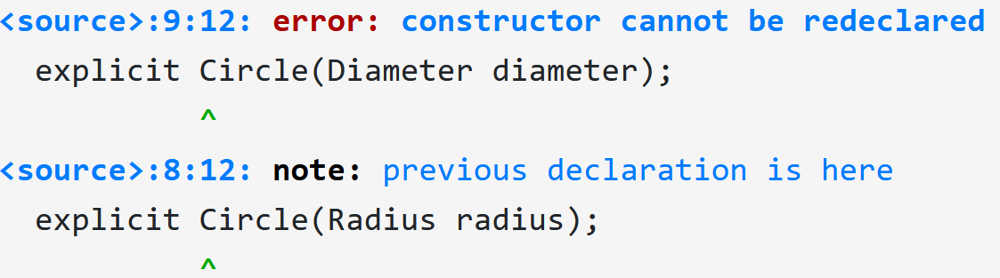 <source>:9:12: error: constructor cannot be redeclared
  explicit Circle(Diameter diameter);
           ^
<source>:8:12: note: previous declaration is here
  explicit Circle(Radius radius);
           ^